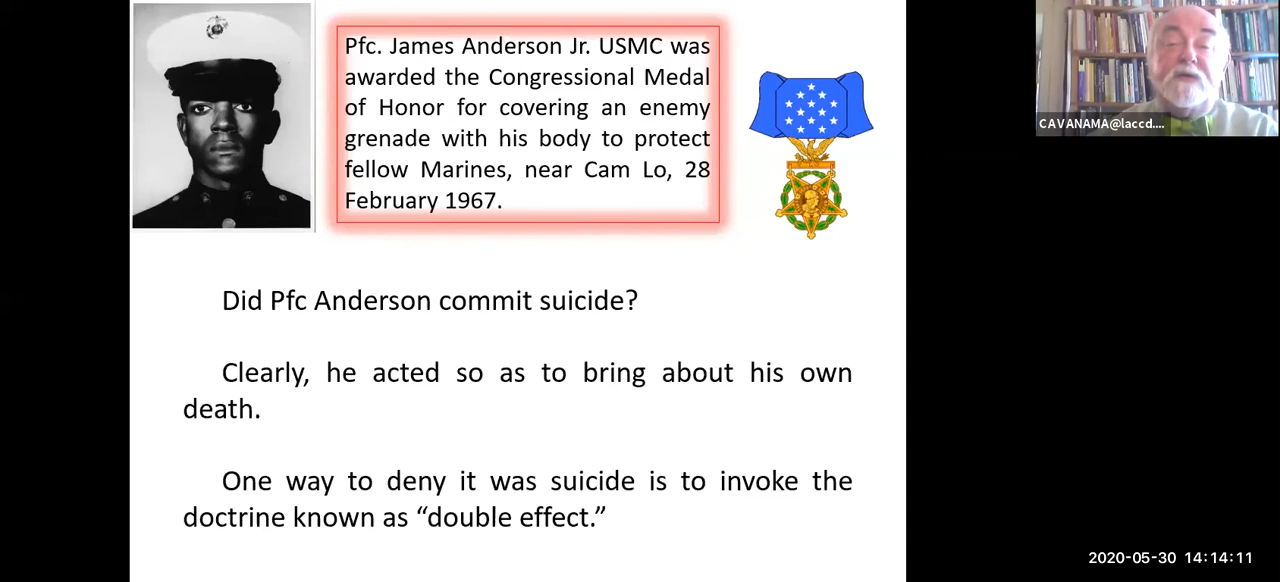 Pfc. James Anderson Jr. USMC was
awarded the Congressional Medal
of Honor for covering an enemy
grenade with his body to protect
fellow Marines, near Cam Lo, 28
February 1967.
CAVANAMA@laccd....
Did Pfc Anderson commit suicide?
Clearly, he acted so as to bring about his own
death.
One way to deny it was suicide is to invoke the
doctrine known as “double effect.”
2020-05-30 14:14:11